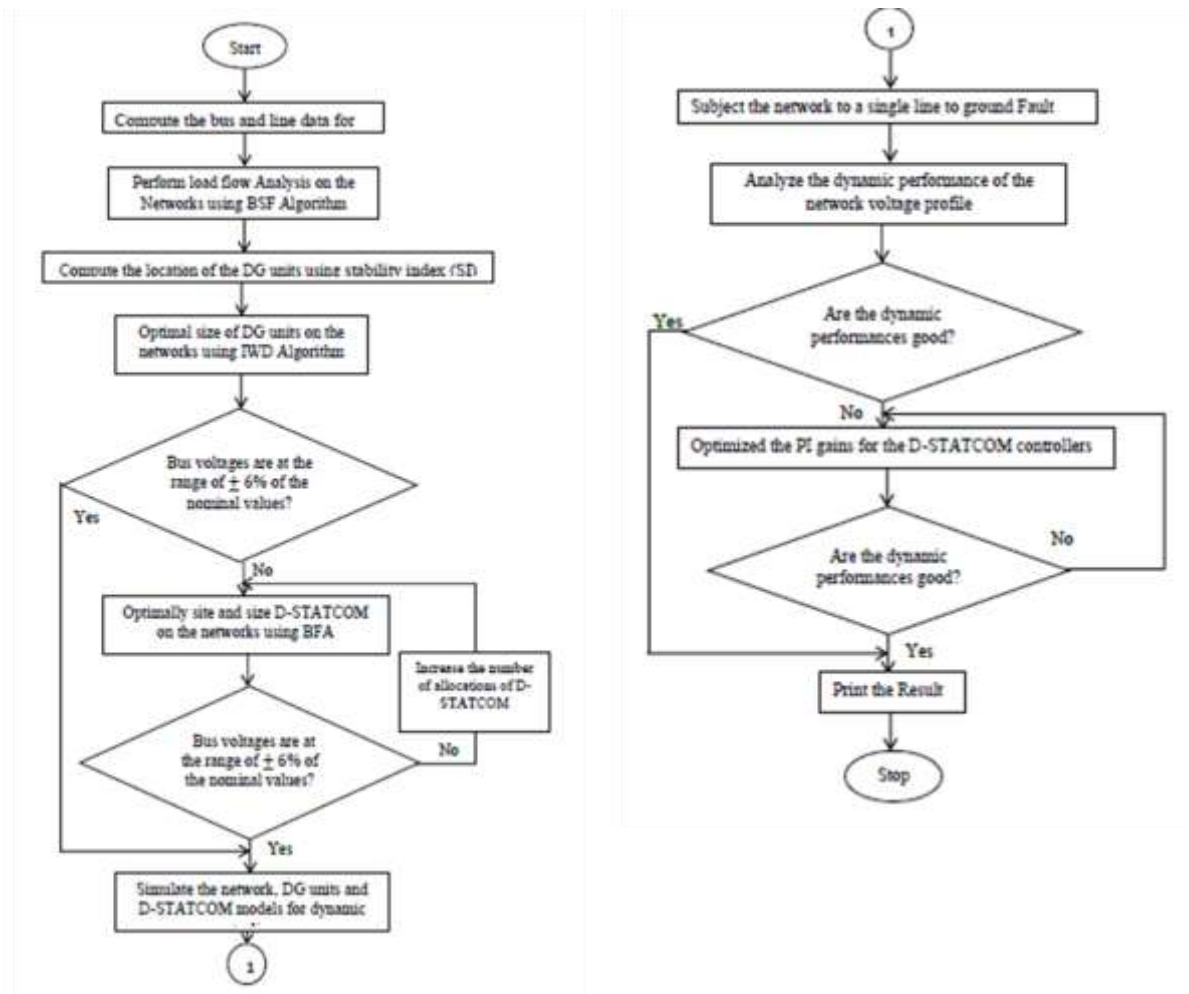 Start
Compute the bus and line data for
Perform load flow Analysis on the
Networks using BSF Algorithm
Compute the location of the DG units using stability index (SI)
Optimal size of DG units on the
networks using IWD Algorithm
Bus voltages are at the
range of ± 6% of the
nominal values?
Yes
No
Optimally site and size D-STATCOM
on the networks using BFA
Increase the number
of allocations of D-
STATCOM
Bus voltages are at
the range of ± 6% of
the nominal values?
No
Yes
Simulate the network, DG units and
D-STATCOM models for dynamic
1
1
Subject the network to a single line to ground Fault
Analyze the dynamic performance of the
network voltage profile
Are the dynamic
performances good?
Yes
No
Optimized the PI gains for the D-STATCOM controllers
Are the dynamic
performances good?
No
Yes
Print the Result
Stop